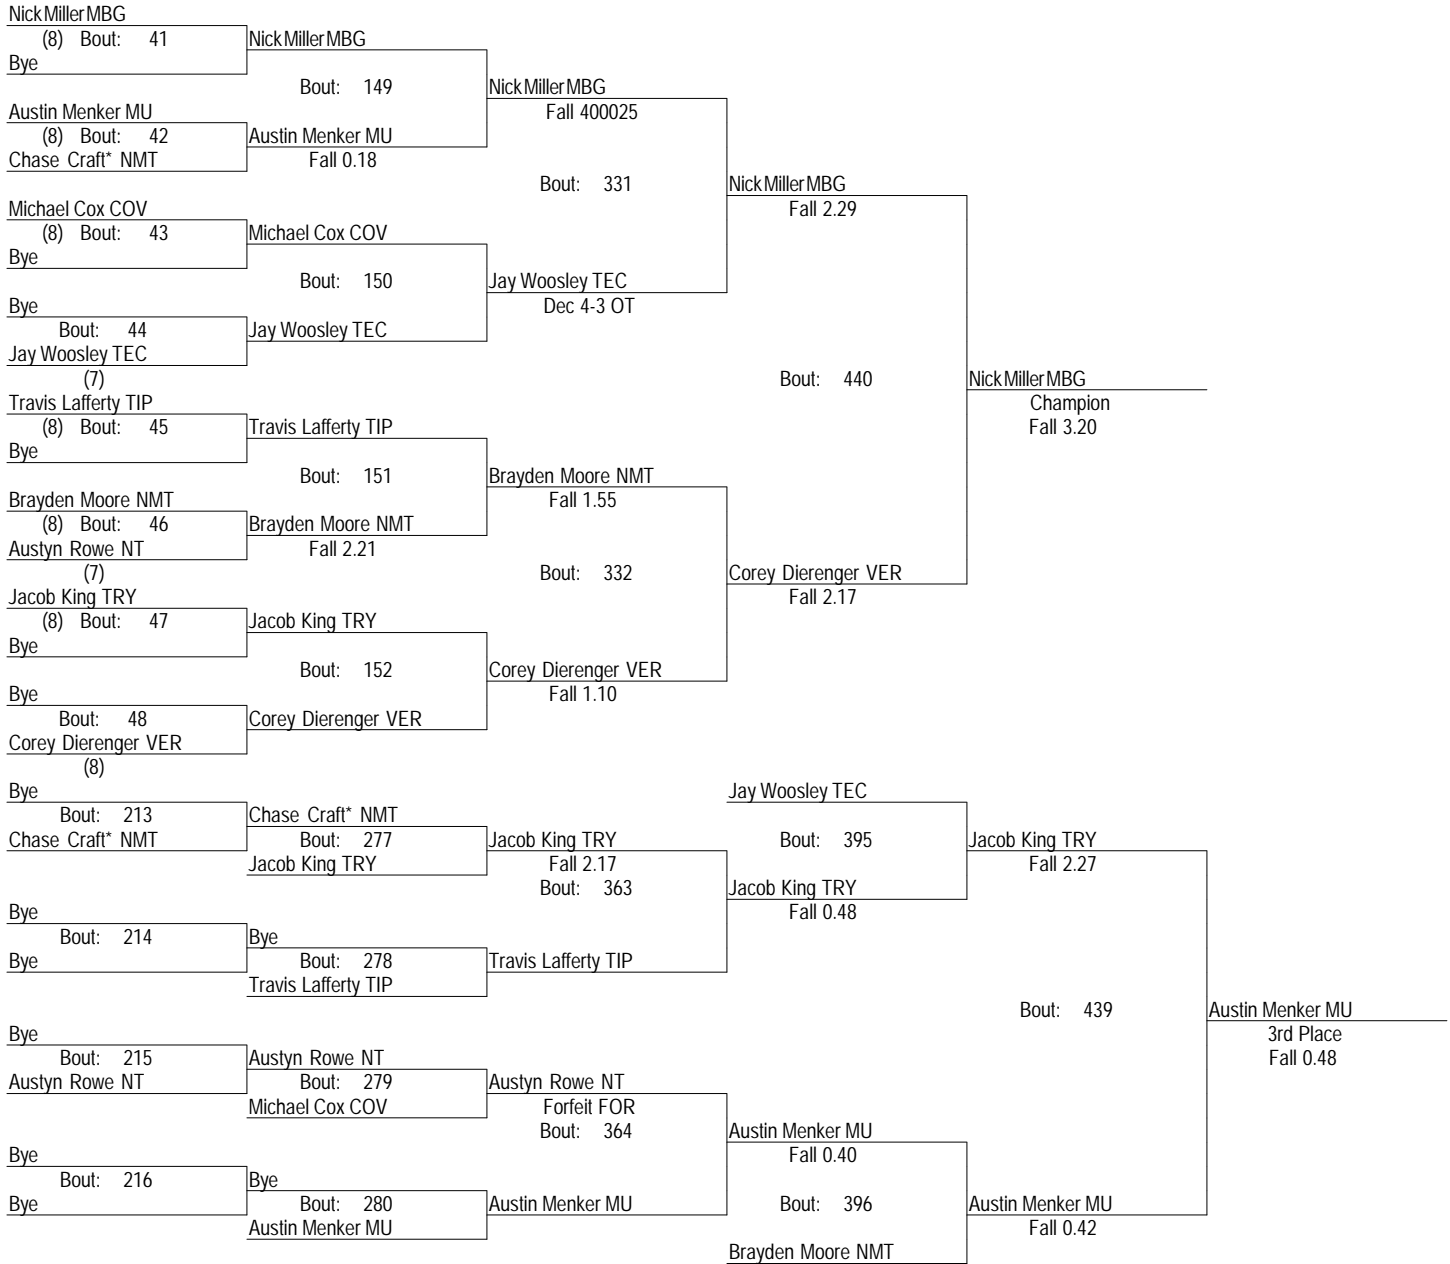 Nick Miller MBG
(8) Bout: 41 Nick Miller MBG
Bye
Bout: 149 Nick Miller MBG
Austin Menker MU Fall 400025
(8) Bout: 42 Austin Menker MU
Chase Craft* NMT Fall 0.18
Bout: 331 Nick Miller MBG
Michael Cox COV Fall 2.29
(8) Bout: 43 Michael Cox COV
Bye
Bout: 150 Jay Woosley TEC
Bye Dec 4-3 OT
Bout: 44 Jay Woosley TEC
Jay Woosley TEC
(7) Bout: 440 Nick Miller MBG
Travis Lafferty TIP Champion
(8) Bout: 45 Travis Lafferty TIP Fall 3.20
Bye
Bout: 151 Brayden Moore NMT
Brayden Moore NMT Fall 1.55
(8) Bout: 46 Brayden Moore NMT
Austyn Rowe NT Fall 2.21
(7) Bout: 332 Corey Dierenger VER
Jacob King TRY Fall 2.17
(8) Bout: 47 Jacob King TRY
Bye
Bout: 152 Corey Dierenger VER
Bye Fall 1.10
Bout: 48 Corey Dierenger VER
Corey Dierenger VER
(8)
Bye Jay Woosley TEC
Bout: 213 Chase Craft* NMT
Chase Craft* NMT Bout: 277 Jacob King TRY Bout: 395 Jacob King TRY
Jacob King TRY Fall 2.17 Fall 2.27
Bout: 363 Jacob King TRY
Bye Fall 0.48
Bout: 214 Bye
Bye Bout: 278 Travis Lafferty TIP
Travis Lafferty TIP
Bout: 439 Austin Menker MU
Bye 3rd Place
Bout: 215 Austyn Rowe NT Fall 0.48
Austyn Rowe NT Bout: 279 Austyn Rowe NT
Michael Cox COV Forfeit FOR
Bout: 364 Austin Menker MU
Bye Fall 0.40
Bout: 216 Bye
Bye Bout: 280 Austin Menker MU Bout: 396 Austin Menker MU
Austin Menker MU Fall 0.42
Brayden Moore NMT